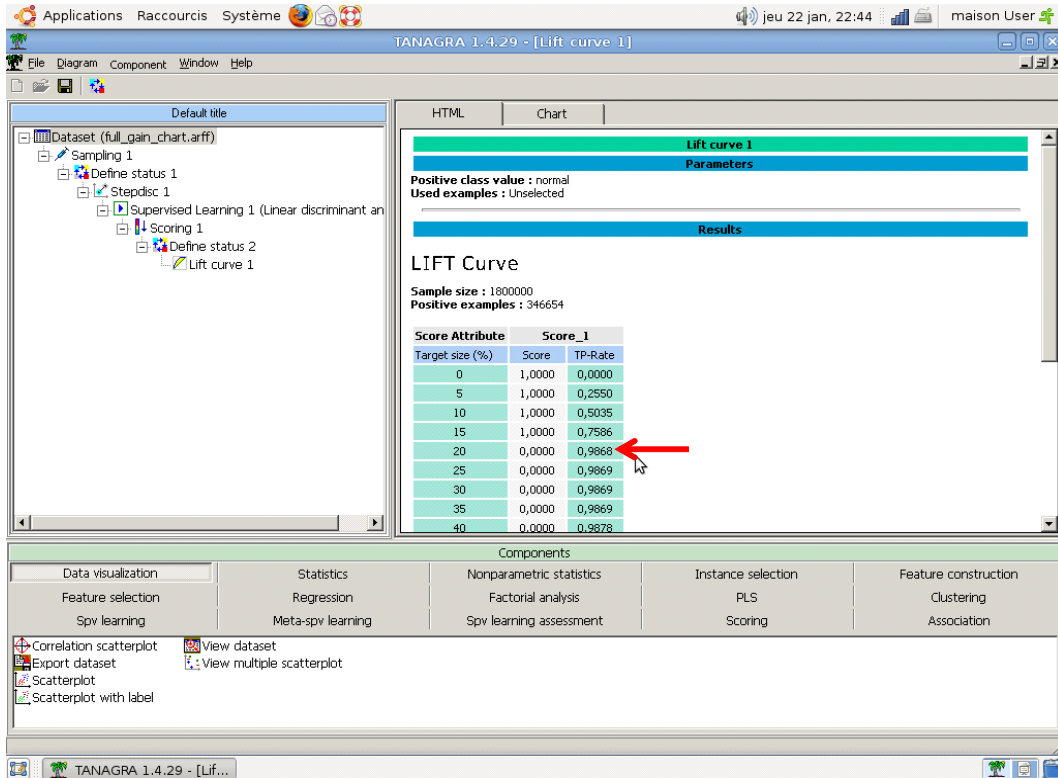 Applications Raccourcis Système jeu 22 jan, 22:44 maison User
TANAGRA 1.4.29 - [Lift curve 1]
File Diagram Component Window Help
Default title
Dataset (full_gain_chart.arff)
Sampling 1
Define status 1
Stepdisc 1
Supervised Learning 1 (Linear discriminant an
Scoring 1
Define status 2
Lift curve 1
HTML Chart
Lift curve 1
Parameters
Positive class value : normal
Used examples : Unselected
Results
LIFT Curve
Sample size : 1800000
Positive examples : 346654
Score Attribute Score_1
Target size (%) Score TP-Rate
0 1,0000 0,0000
5 1,0000 0,2550
10 1,0000 0,5035
15 1,0000 0,7586
20 0,0000 0,9868
25 0,0000 0,9869
30 0,0000 0,9869
35 0,0000 0,9869
40 0,0000 0,9878
Components
Data visualization Statistics Nonparametric statistics Instance selection Feature construction
Feature selection Regression Factorial analysis PLS Clustering
Spv learning Meta-spv learning Spv learning assessment Scoring Association
Correlation scatterplot View dataset
Export dataset View multiple scatterplot
Scatterplot
Scatterplot with label
TANAGRA 1.4.29 - [Lif...